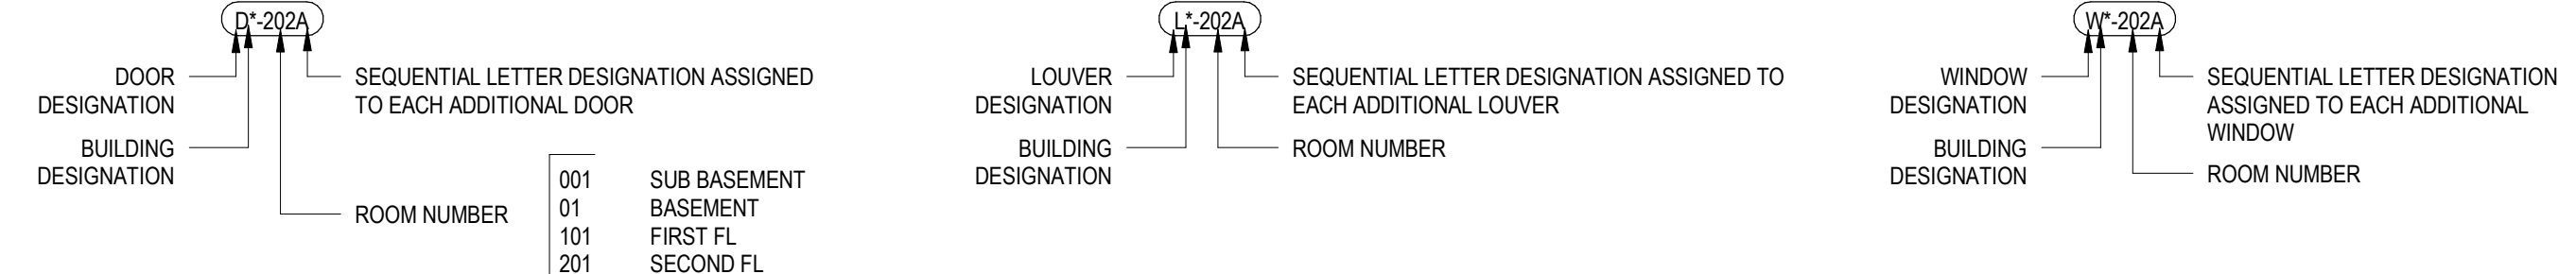 D*-202A
DOOR
DESIGNATION
SEQUENTIAL LETTER DESIGNATION ASSIGNED
TO EACH ADDITIONAL DOOR
BUILDING
DESIGNATION
ROOM NUMBER
001 SUB BASEMENT
01 BASEMENT
101 FIRST FL
201 SECOND FL
L*-202A
LOUVER
DESIGNATION
SEQUENTIAL LETTER DESIGNATION ASSIGNED TO
EACH ADDITIONAL LOUVER
BUILDING
DESIGNATION
ROOM NUMBER
W*-202A
WINDOW
DESIGNATION
SEQUENTIAL LETTER DESIGNATION
ASSIGNED TO EACH ADDITIONAL
WINDOW
BUILDING
DESIGNATION
ROOM NUMBER